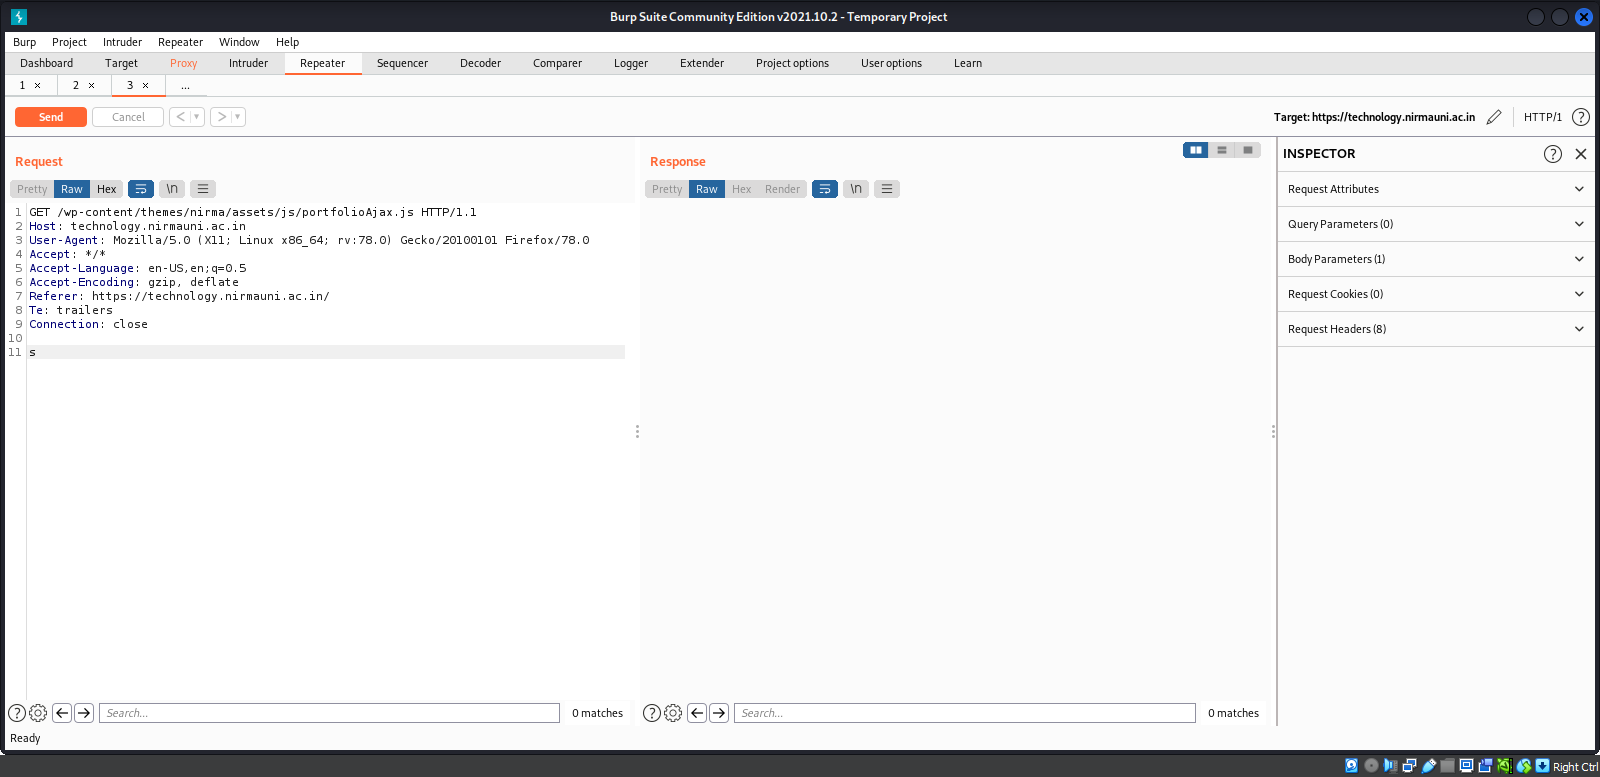 Burp Suite Community Edition v2021.10.2 - Temporary Project
Burp Project Intruder Repeater Window Help
Dashboard Target Proxy Intruder Repeater Sequencer Decoder Comparer Logger Extender Project options User options Learn
1 × 2 × 3 × ...
Send Cancel < > Target: https://technology.nirmauni.ac.in HTTP/1 ?
Request
Pretty Raw Hex \n
1 GET /wp-content/themes/nirma/assets/js/portfolioAjax.js HTTP/1.1
2 Host: technology.nirmauni.ac.in
3 User-Agent: Mozilla/5.0 (X11; Linux x86_64; rv:78.0) Gecko/20100101 Firefox/78.0
4 Accept: */*
5 Accept-Language: en-US,en;q=0.5
6 Accept-Encoding: gzip, deflate
7 Referer: https://technology.nirmauni.ac.in/
8 Te: trailers
9 Connection: close
10
11 s
? Search... 0 matches
Response
Pretty Raw Hex Render \n
? Search... 0 matches
INSPECTOR ?
Request Attributes
Query Parameters (0)
Body Parameters (1)
Request Cookies (0)
Request Headers (8)
Ready
Right Ctrl